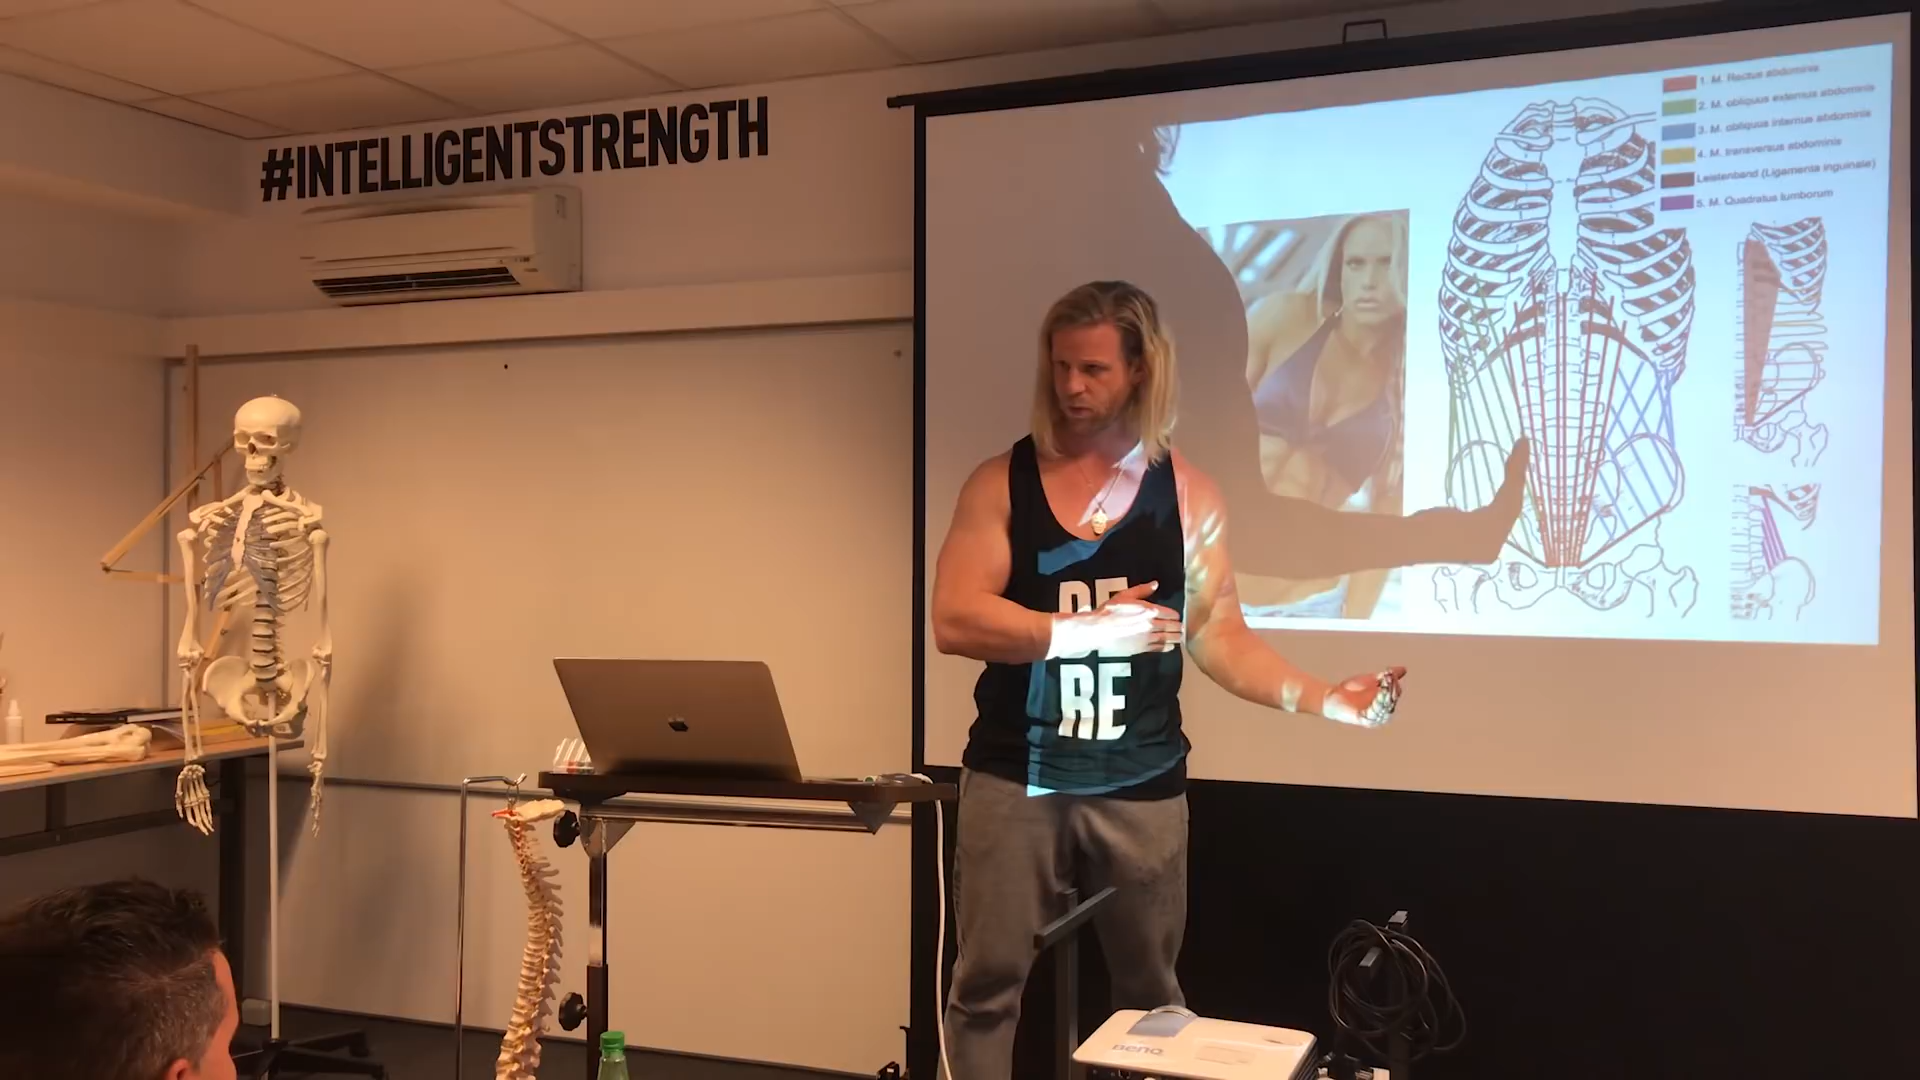 #INTELLIGENTSTRENGTH
1. M. Rectus abdominis
2. M. obliquus externus abdominis
3. M. obliquus internus abdominis
4. M. transversus abdominis
Leistenband (Ligamenta inguinale)
5. M. Quadratus lumborum
RE
BENQ